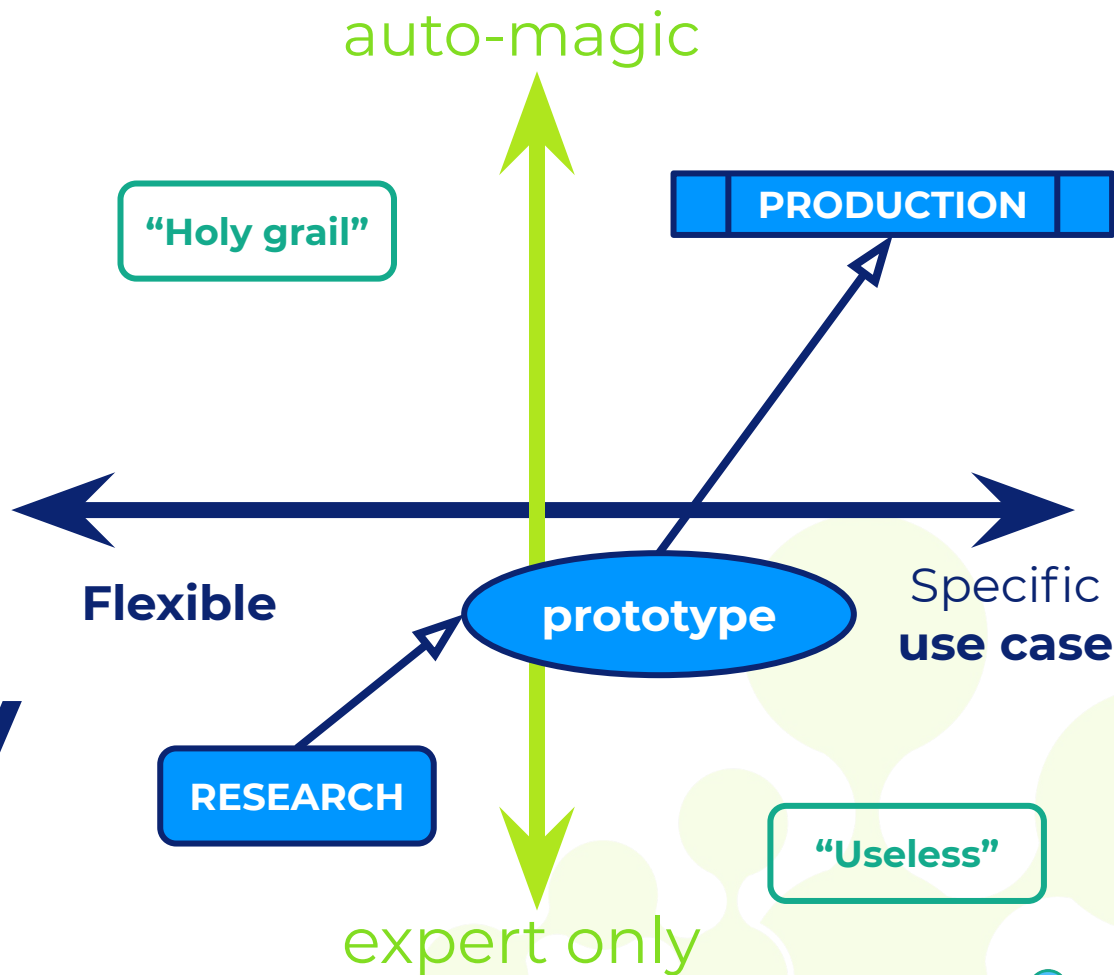 auto-magic
“Holy grail”
PRODUCTION
Flexible
prototype
Specific
use case
RESEARCH
“Useless”
expert only